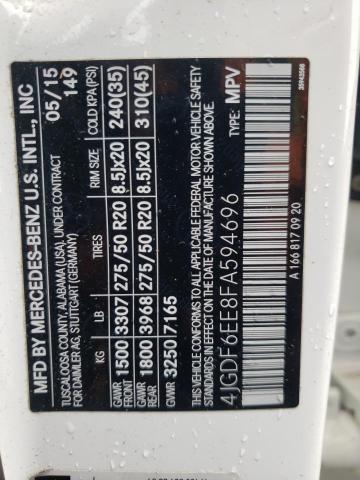 MFD BY MERCEDES-BENZ U.S. INTL., INC
TUSCALOOSA COUNTY, ALABAMA (USA), UNDER CONTRACT 05/15
FOR DAIMLER AG, STUTTGART (GERMANY) 149
KG LB TIRES RIM SIZE COLD KPA(PSI)
GAWR FRONT 1500 3307 275/50 R20 8.5x20 240(35)
GAWR REAR 1800 3968 275/50 R20 8.5x20 310(45)
GVWR 3250 7165
THIS VEHICLE CONFORMS TO ALL APPLICABLE FEDERAL MOTOR VEHICLE SAFETY
STANDARDS IN EFFECT ON THE DATE OF MANUFACTURE SHOWN ABOVE.
4JGDF6EE8FA594696 TYPE: MPV
A 166 817 09 20